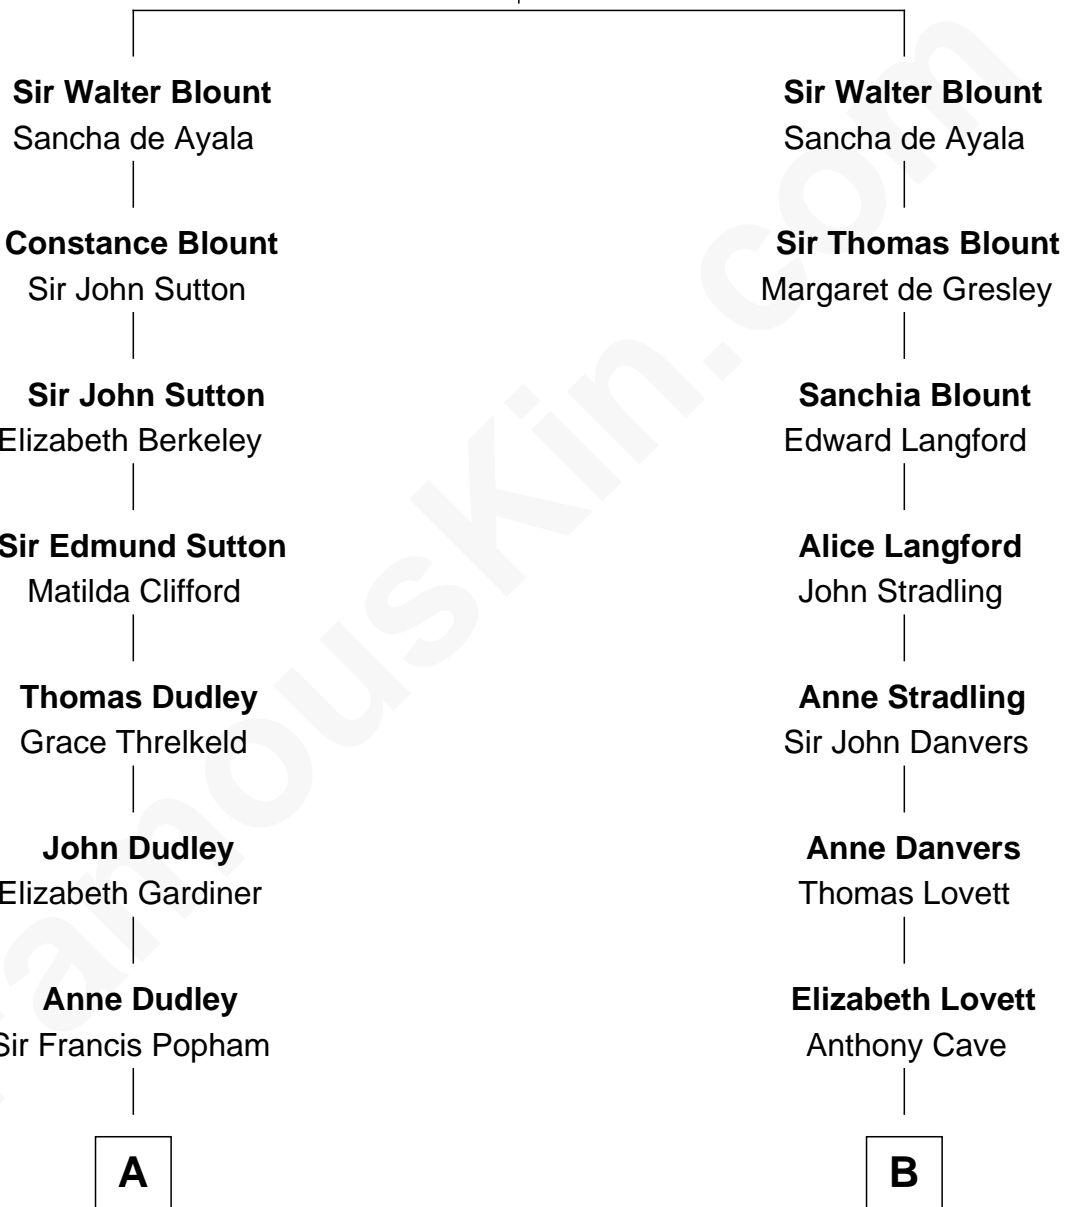 Sir Walter Blount
Sancha de Ayala
Constance Blount
Sir John Sutton
Sir John Sutton
Elizabeth Berkeley
Sir Edmund Sutton
Matilda Clifford
Thomas Dudley
Grace Threlkeld
John Dudley
Elizabeth Gardiner
Anne Dudley
Sir Francis Popham
A
Sir Walter Blount
Sancha de Ayala
Sir Thomas Blount
Margaret de Gresley
Sanchia Blount
Edward Langford
Alice Langford
John Stradling
Anne Stradling
Sir John Danvers
Anne Danvers
Thomas Lovett
Elizabeth Lovett
Anthony Cave
B
FamousKin.com